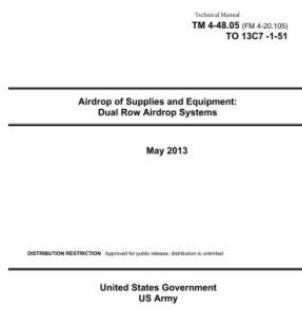 Technical Manual
TM 4-48.05 (FM 4-20.105)
TO 13C7 -1-51
Airdrop of Supplies and Equipment:
Dual Row Airdrop Systems
May 2013
DISTRIBUTION RESTRICTION Approved for public release; distribution is unlimited
United States Government
US Army